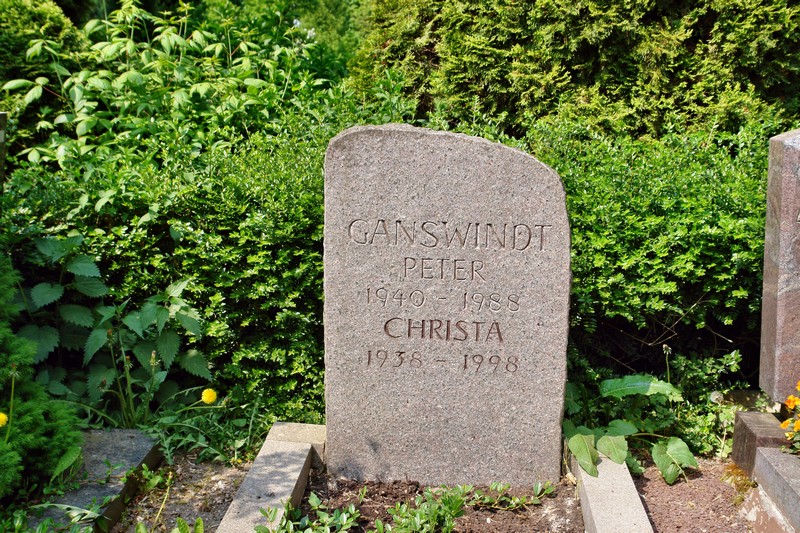 GANSWINDT
PETER
1940 - 1988
CHRISTA
1938 - 1998